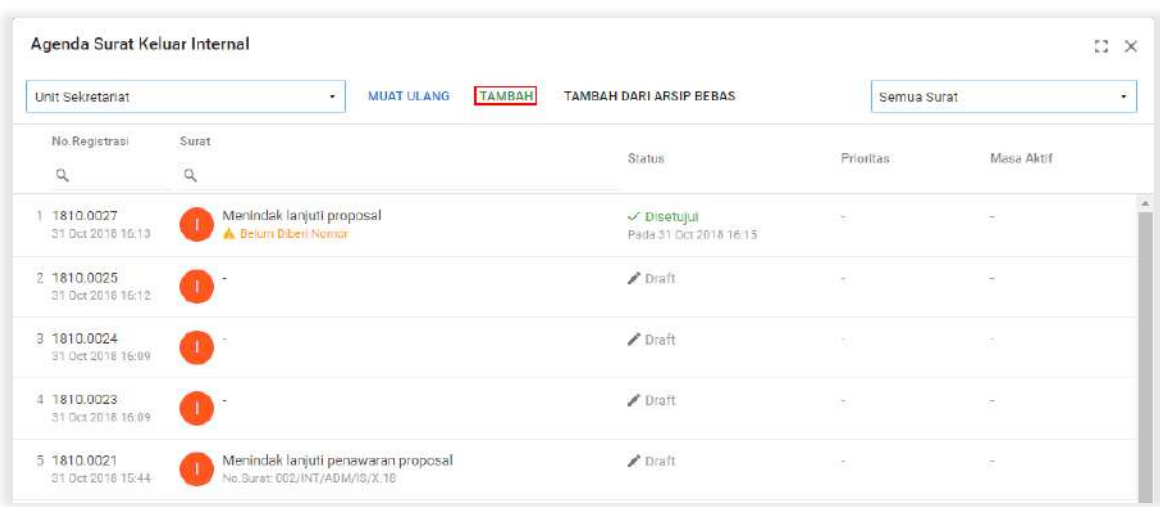 Agenda Surat Keluar Internal
Unit Sekretariat MUAT ULANG TAMBAH TAMBAH DARI ARSIP BEBAS Semua Surat
No.Registrasi Surat Status Prioritas Masa Aktif
1 1810.0027 I Menindak lanjuti proposal Disetujui - -
31 Oct 2018 16:13 Belum Diberi Nomor Pada 31 Oct 2018 16:15
2 1810.0025 I - Draft - -
31 Oct 2018 16:12
3 1810.0024 I - Draft - -
31 Oct 2018 16:09
4 1810.0023 I - Draft - -
31 Oct 2018 16:09
5 1810.0021 I Menindak lanjuti penawaran proposal Draft - -
31 Oct 2018 15:44 No.Surat: 002/INT/ADM/IS/X.18